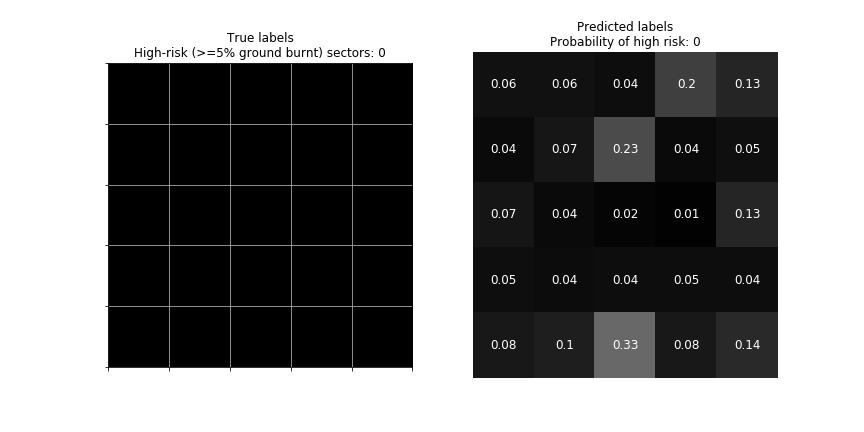 True labels
High-risk (>=5% ground burnt) sectors: 0
Predicted labels
Probability of high risk: 0
0.06 0.06 0.04 0.2 0.13
0.04 0.07 0.23 0.04 0.05
0.07 0.04 0.02 0.01 0.13
0.05 0.04 0.04 0.05 0.04
0.08 0.1 0.33 0.08 0.14